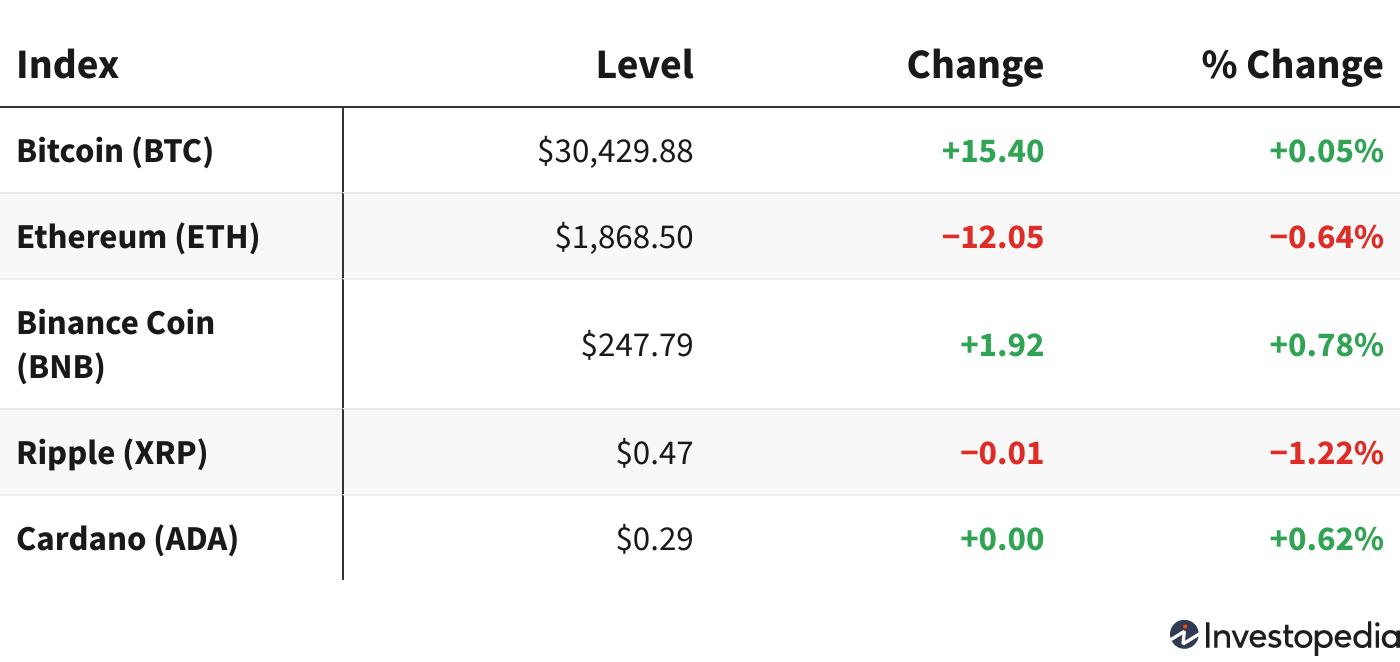 Index Level Change % Change
Bitcoin (BTC) $30,429.88 +15.40 +0.05%
Ethereum (ETH) $1,868.50 −12.05 −0.64%
Binance Coin
(BNB) $247.79 +1.92 +0.78%
Ripple (XRP) $0.47 −0.01 −1.22%
Cardano (ADA) $0.29 +0.00 +0.62%
Investopedia